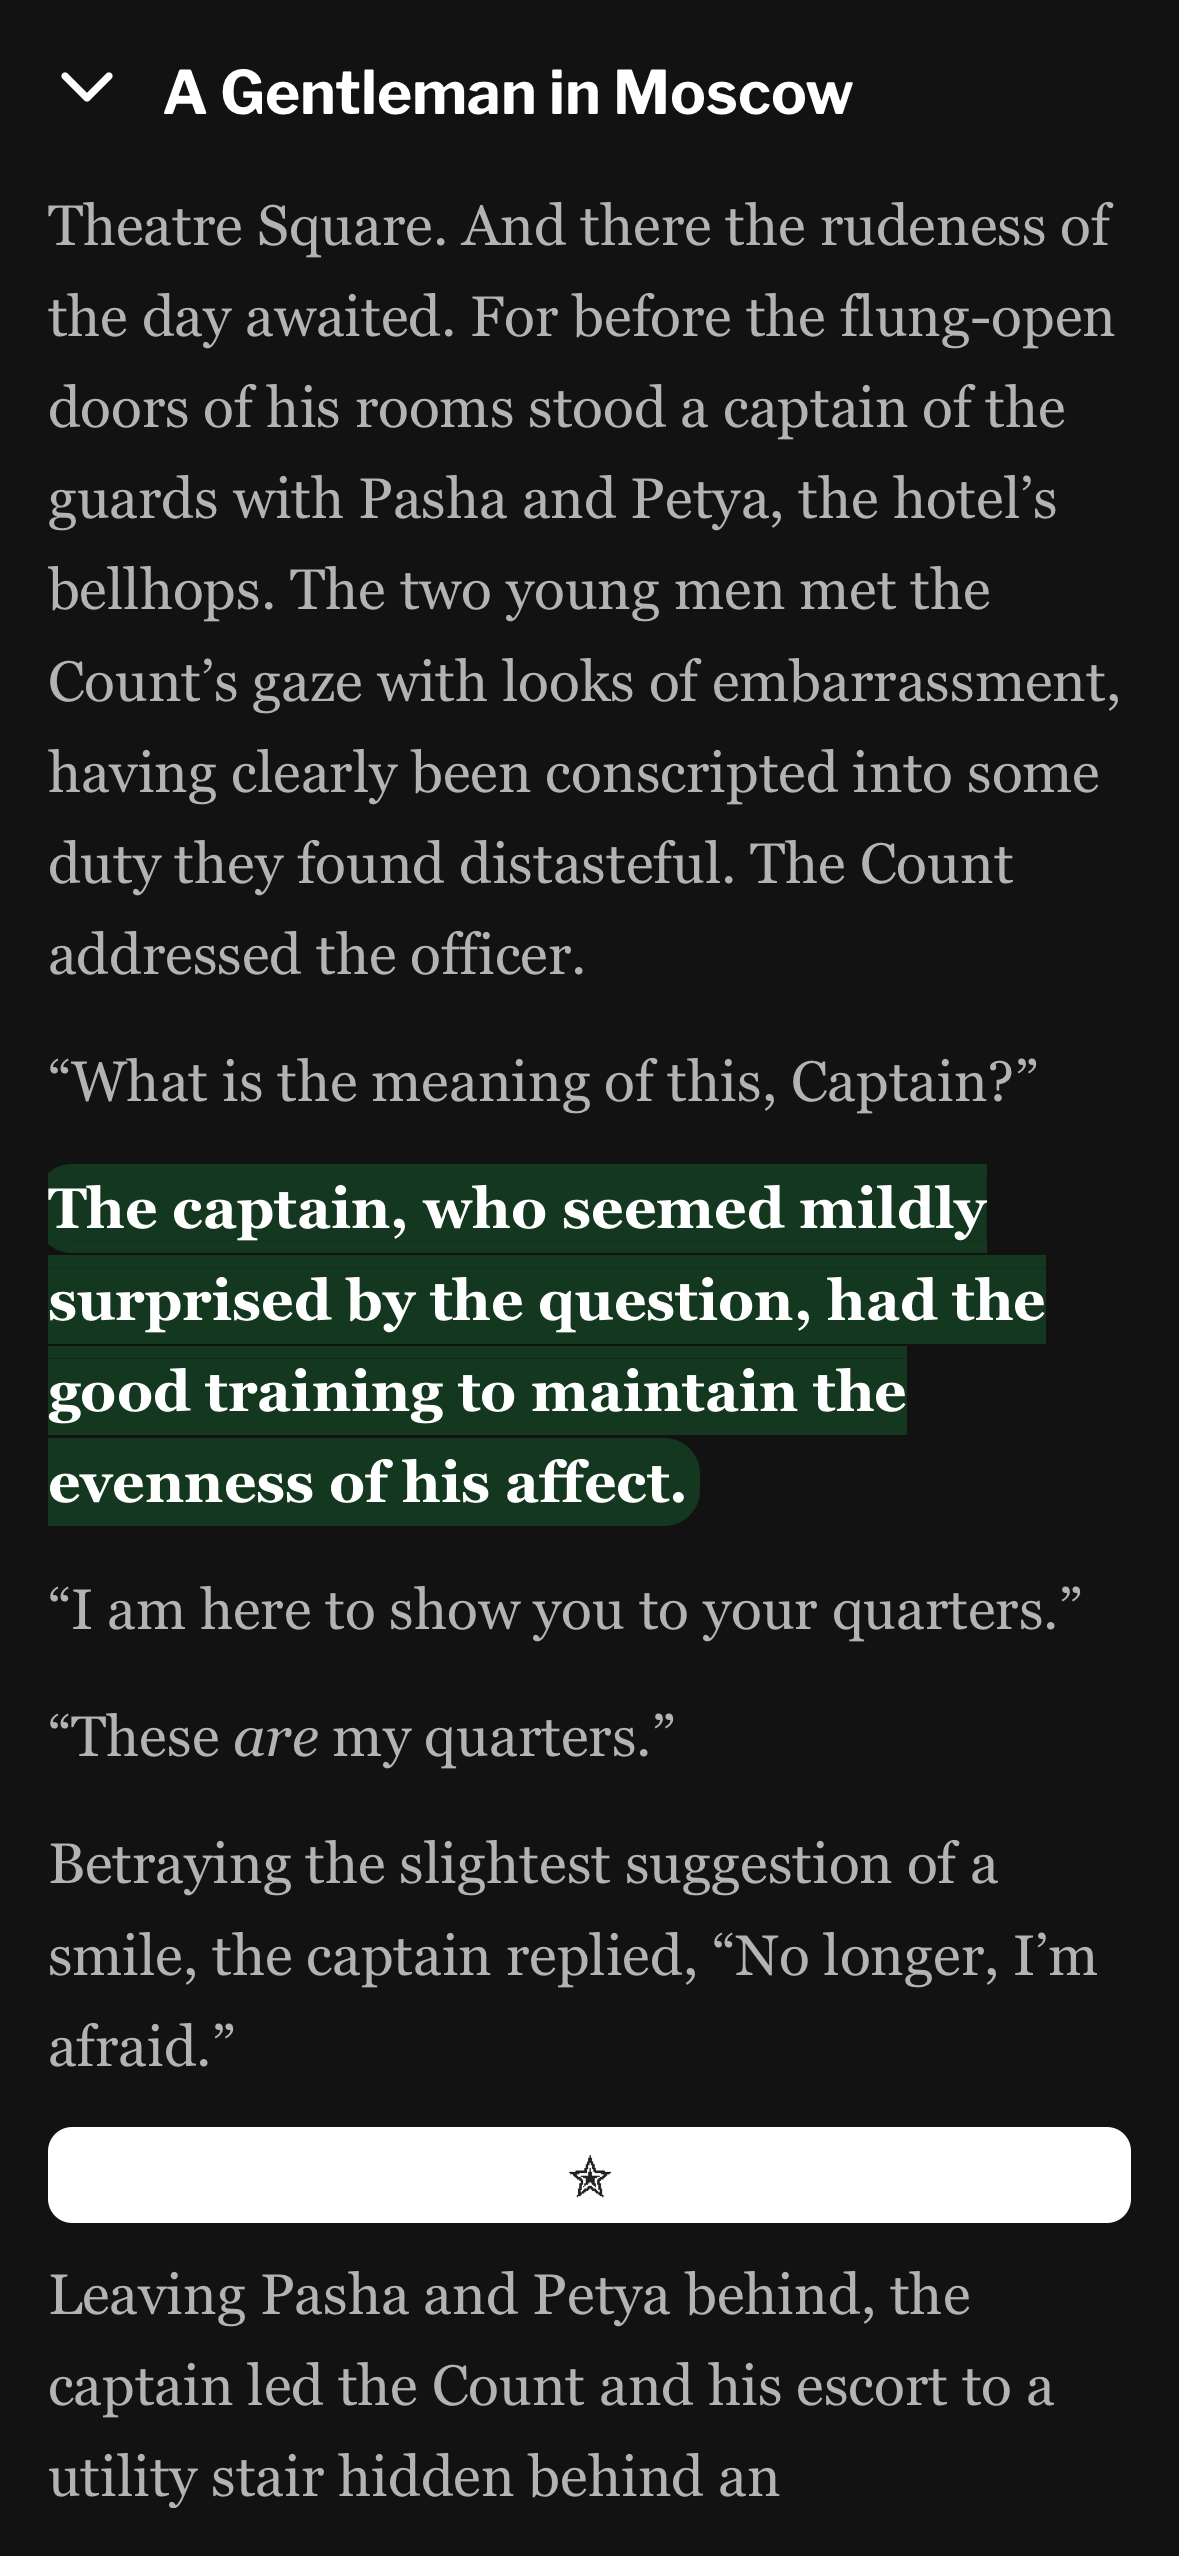 A Gentleman in Moscow
Theatre Square. And there the rudeness of
the day awaited. For before the flung-open
doors of his rooms stood a captain of the
guards with Pasha and Petya, the hotel’s
bellhops. The two young men met the
Count’s gaze with looks of embarrassment,
having clearly been conscripted into some
duty they found distasteful. The Count
addressed the officer.
“What is the meaning of this, Captain?”
The captain, who seemed mildly
surprised by the question, had the
good training to maintain the
evenness of his affect.
“I am here to show you to your quarters.”
“These are my quarters.”
Betraying the slightest suggestion of a
smile, the captain replied, “No longer, I’m
afraid.”
Leaving Pasha and Petya behind, the
captain led the Count and his escort to a
utility stair hidden behind an